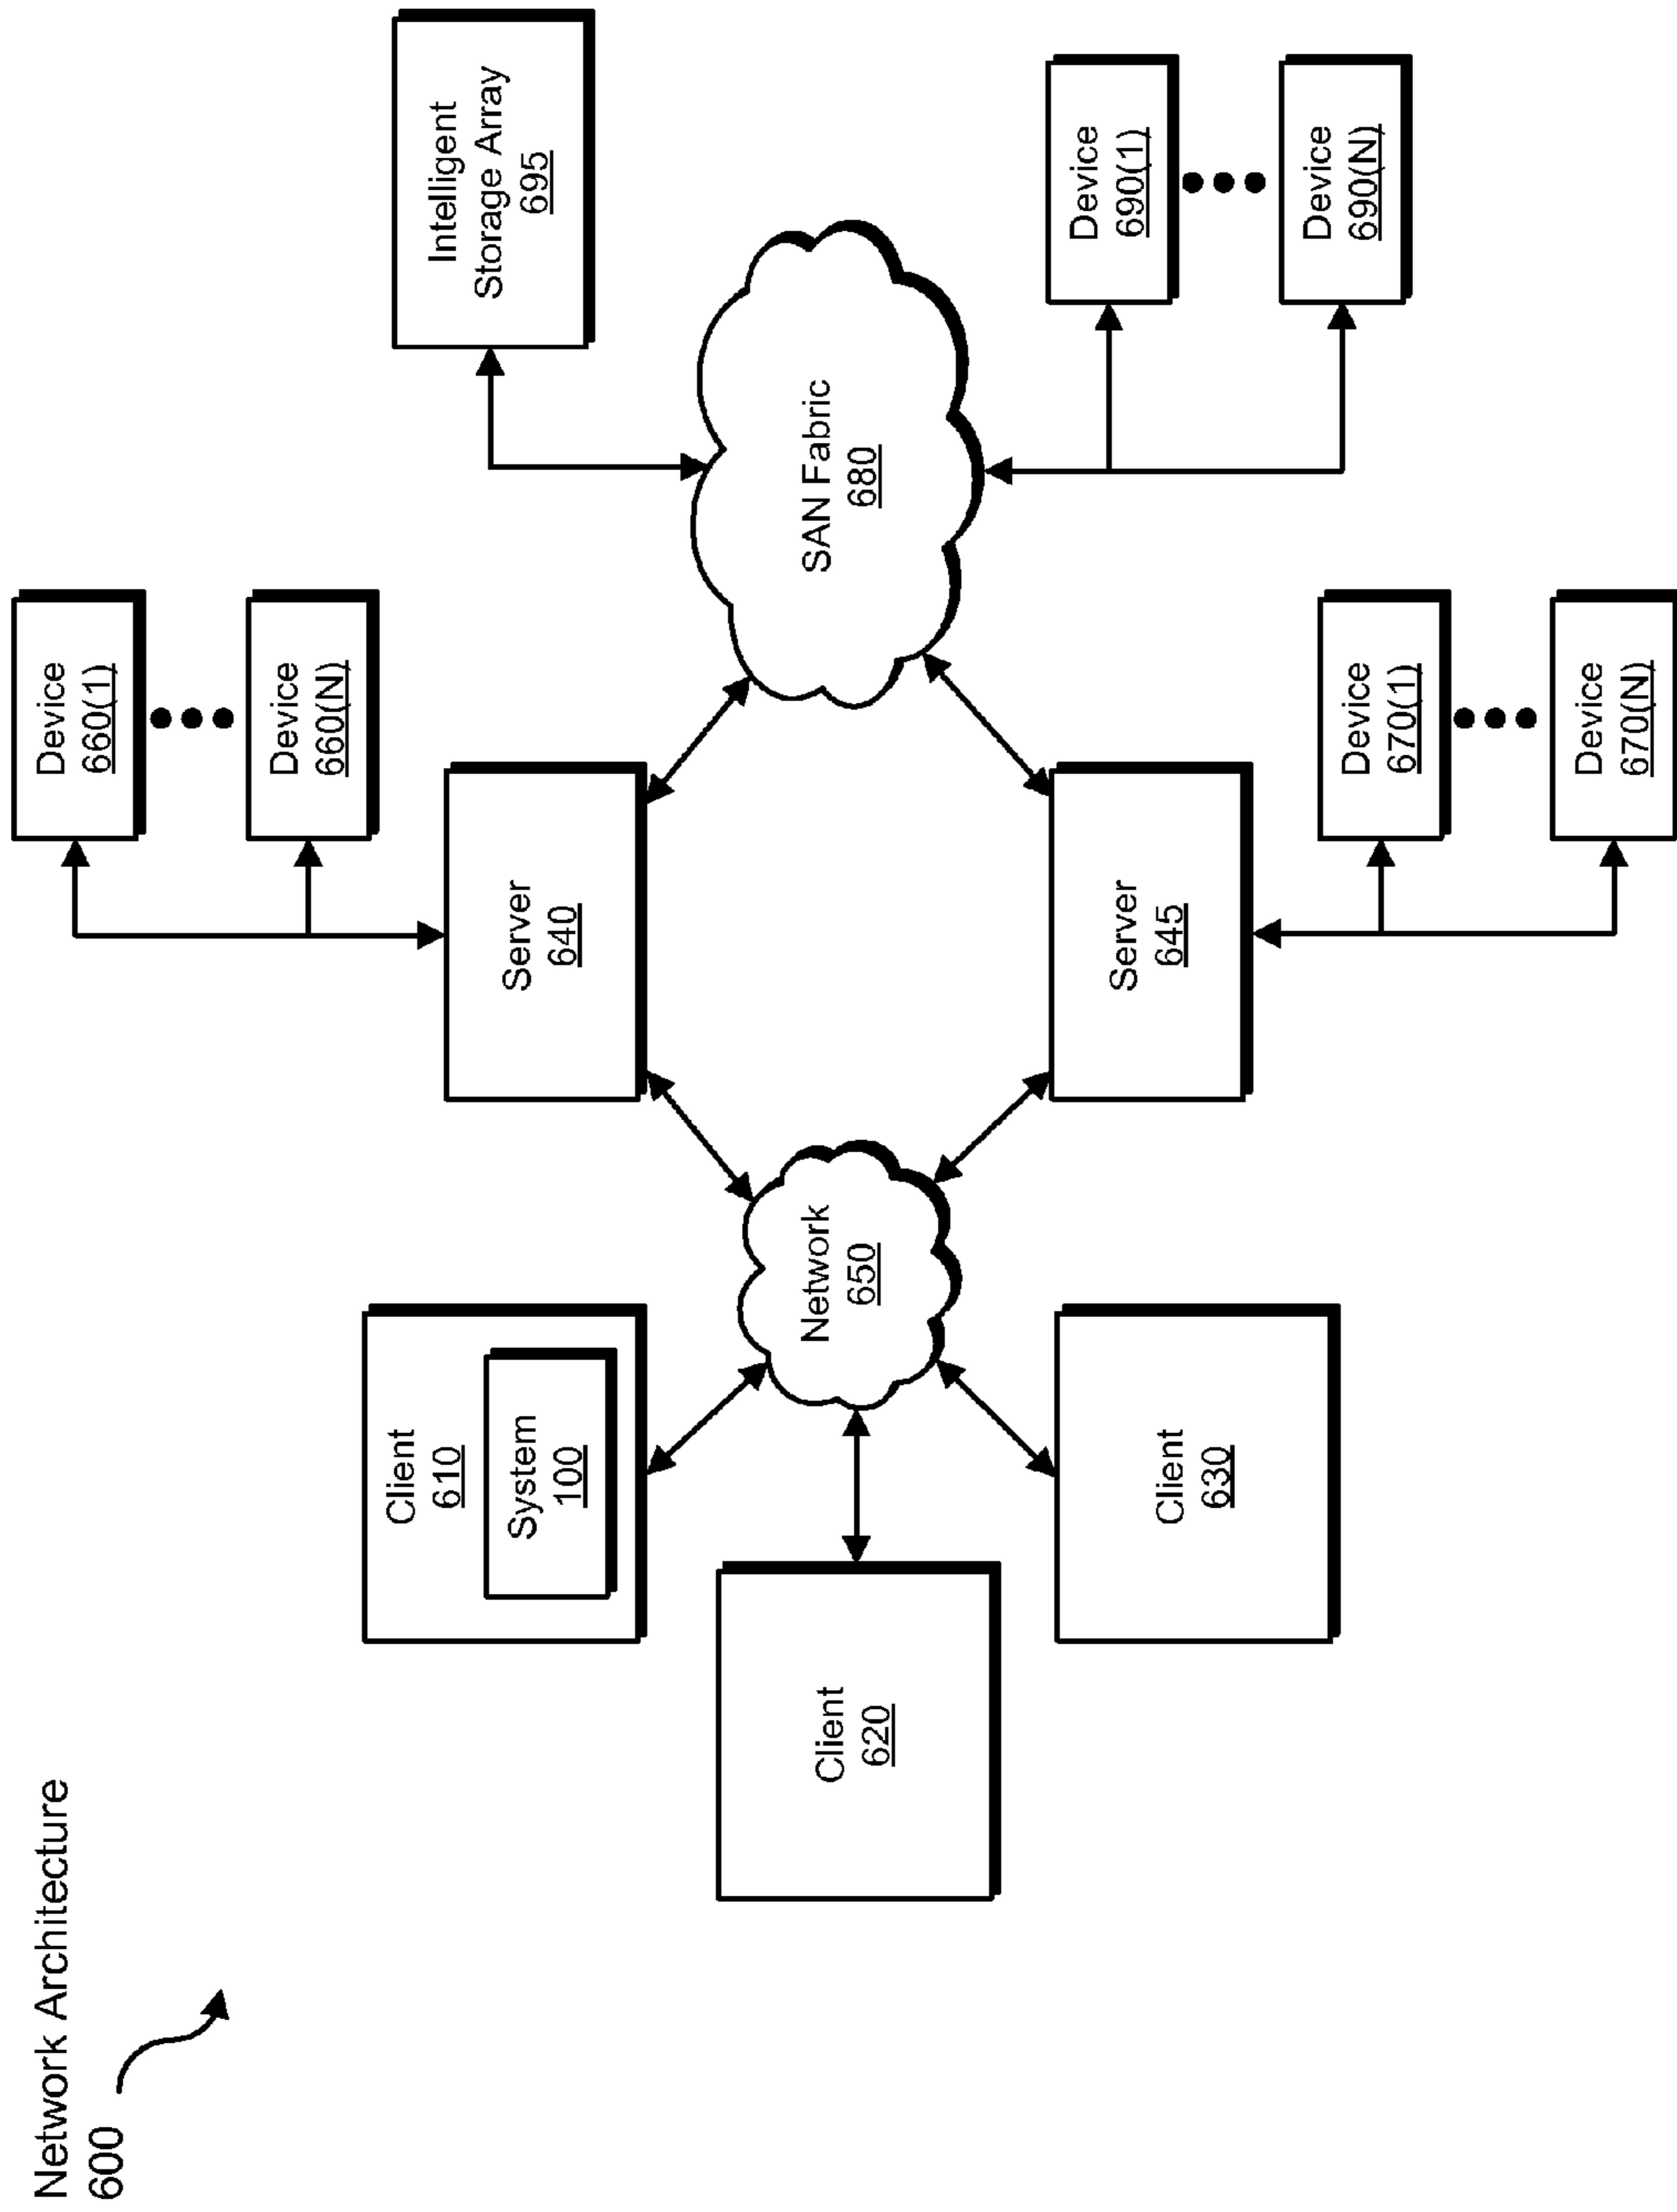 Network Architecture
600
Client
610
System
100
Client
620
Client
630
Network
650
Server
640
Server
645
Device
660(1)
Device
660(N)
Device
670(1)
Device
670(N)
SAN Fabric
680
Intelligent
Storage Array
695
Device
690(1)
Device
690(N)